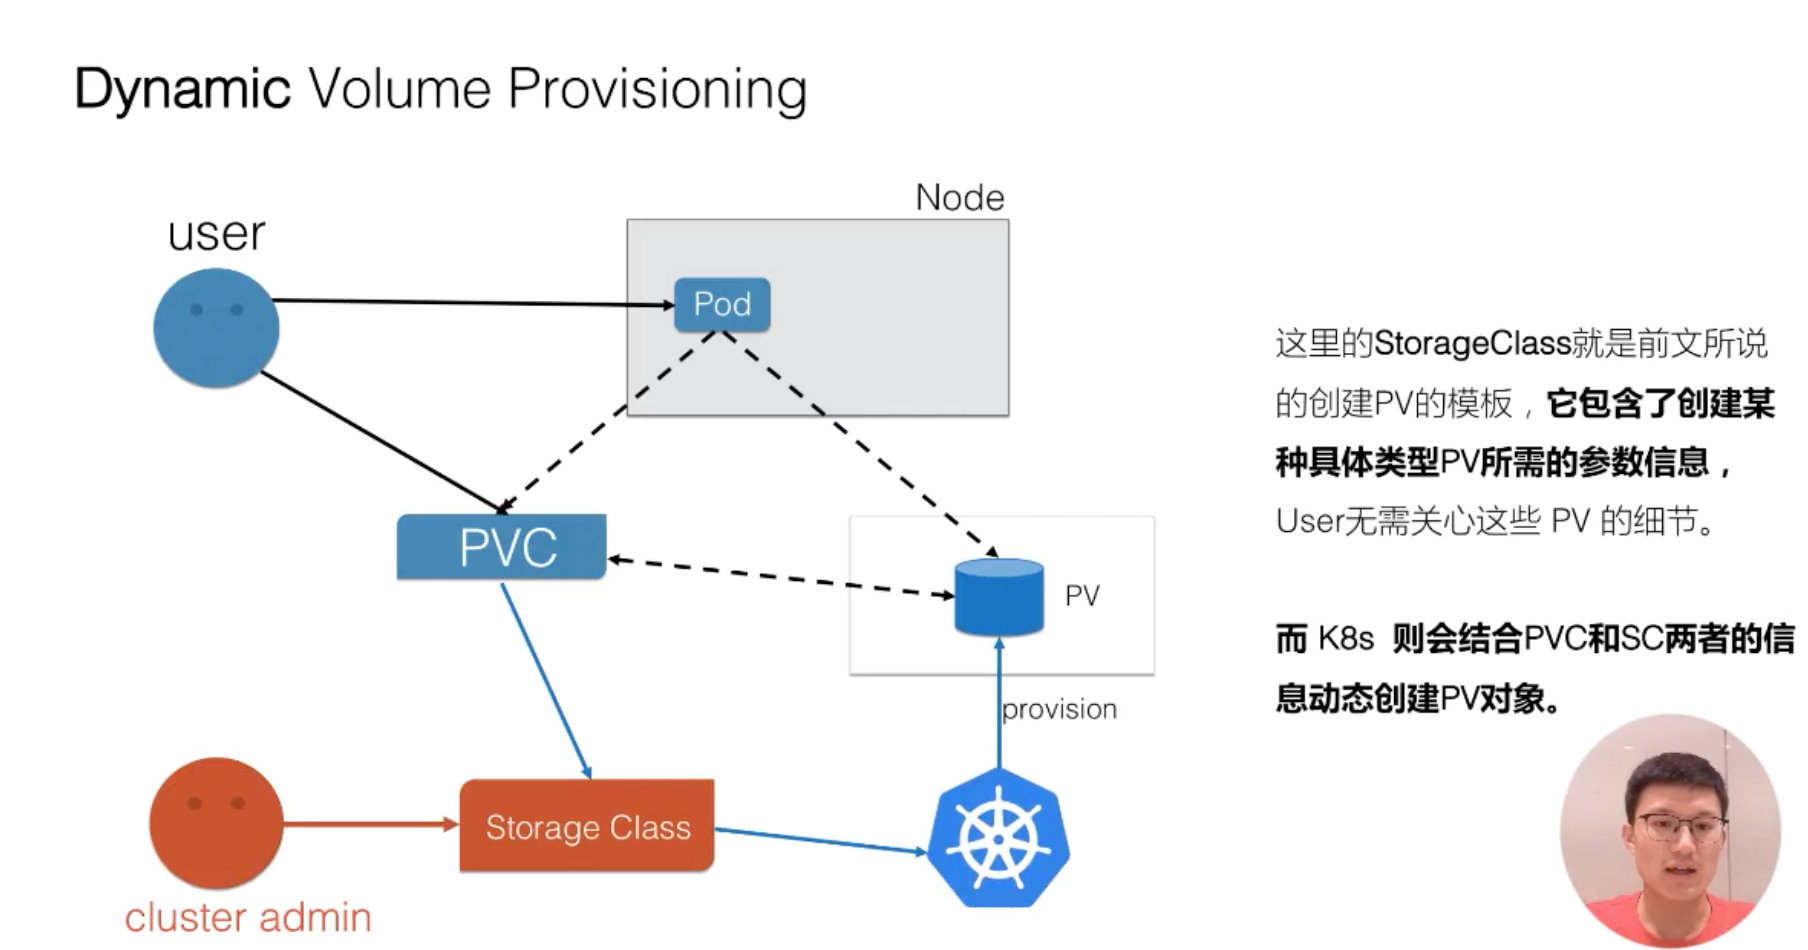 Dynamic Volume Provisioning
Node
user
Pod
这里的StorageClass就是前文所说
的创建PV的模板，它包含了创建某
种具体类型PV所需的参数信息，
User无需关心这些 PV 的细节。
PVC
PV
而 K8s 则会结合PVC和SC两者的信
息动态创建PV对象。
provision
Storage Class
cluster admin